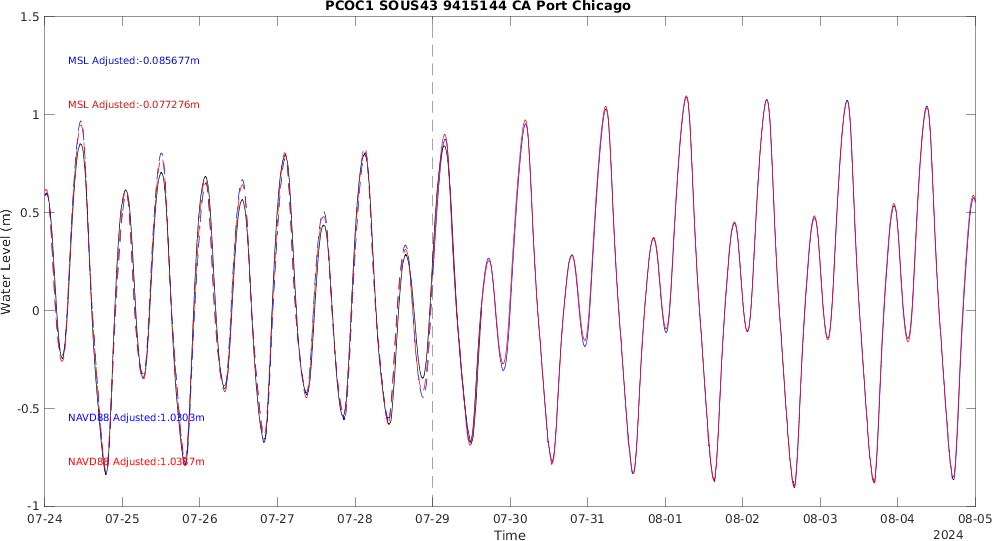 PCOC1 SOUS43 9415144 CA Port Chicago
1.5
MSL Adjusted:-0.085677m
MSL Adjusted:-0.077276m
1
0.5
0
-0.5
-1
Water Level (m)
NAVD88 Adjusted:1.0303m
NAVD88 Adjusted:1.0387m
07-24 07-25 07-26 07-27 07-28 07-29 07-30 07-31 08-01 08-02 08-03 08-04 08-05
Time
2024